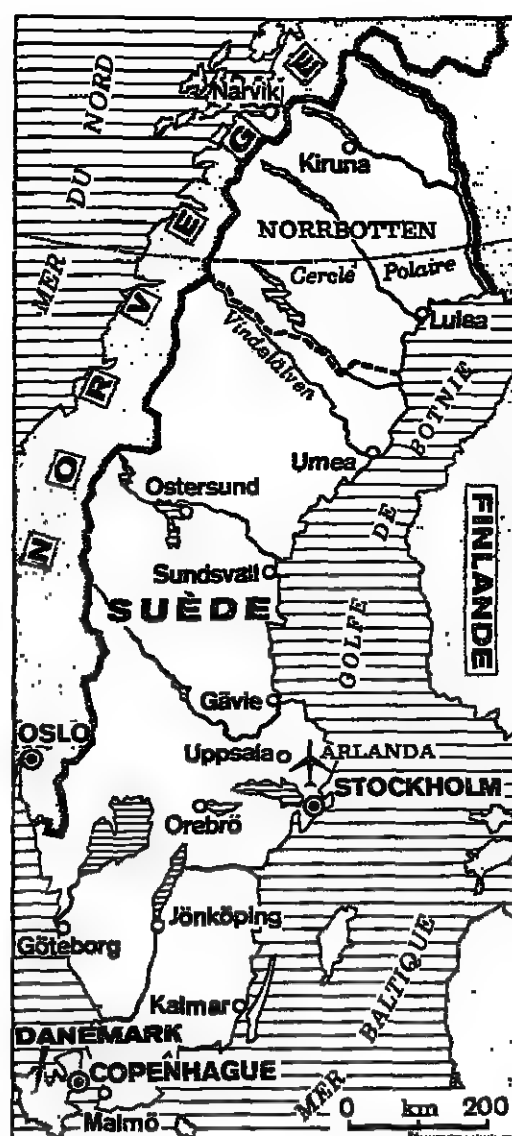 MER DU NORD
NORVÈGE
Narvik
Kiruna
NORRBOTTEN
Cercle Polaire
Lulea
Vindelälven
Umea
GOLFE DE BOTNIE
FINLANDE
Ostersund
Sundsvall
SUÈDE
Gävle
OSLO
Uppsala
ARLANDA
STOCKHOLM
Orebrö
Jönköping
Göteborg
Kalmar
MER BALTIQUE
DANEMARK
COPENHAGUE
Malmö
0 km 200